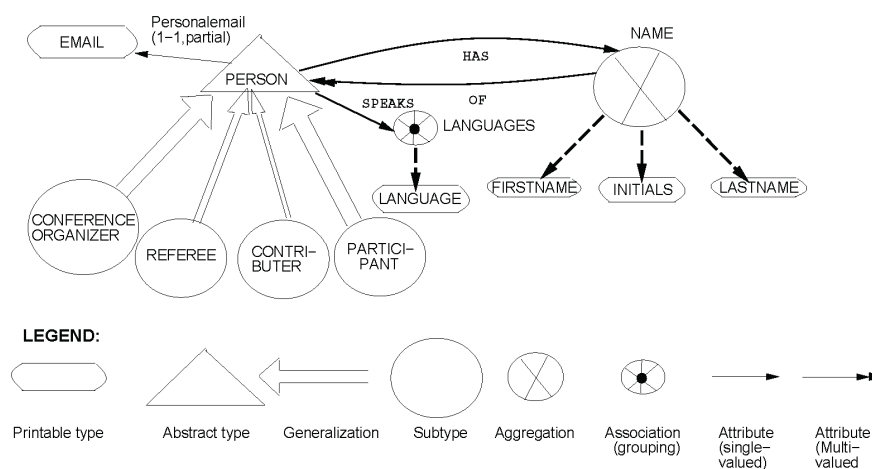 Personalemail
(1-1,partial)
EMAIL
PERSON
HAS
NAME
OF
SPEAKS
LANGUAGES
LANGUAGE
FIRSTNAME
INITIALS
LASTNAME
CONFERENCE
ORGANIZER
REFEREE
CONTRI-
BUTER
PARTICI-
PANT
LEGEND:
Printable type
Abstract type
Generalization
Subtype
Aggregation
Association
(grouping)
Attribute
(single-
valued)
Attribute
(Multi-
valued